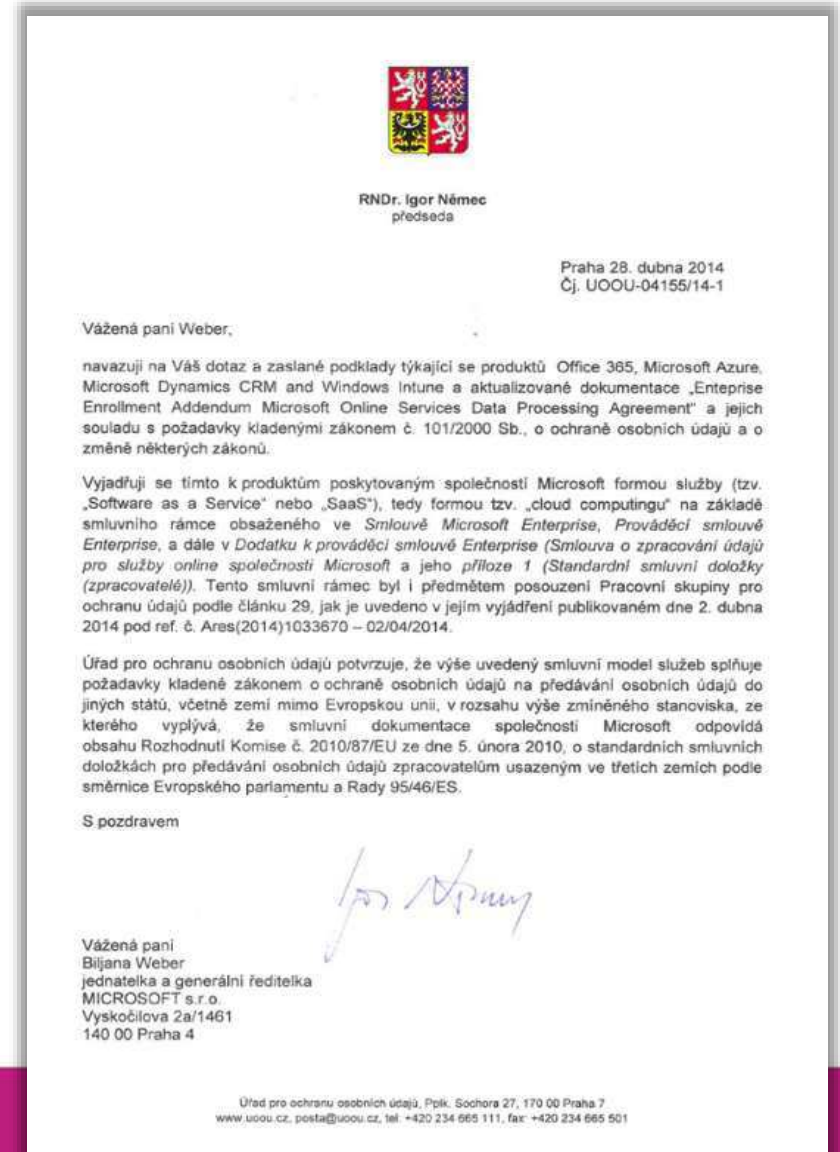 RNDr. Igor Němec
předseda
Praha 28. dubna 2014
Čj. UOOU-04155/14-1
Vážená paní Weber,
navazuji na Váš dotaz a zaslané podklady týkající se produktů Office 365, Microsoft Azure,
Microsoft Dynamics CRM and Windows Intune a aktualizované dokumentace „Enteprise
Enrollment Addendum Microsoft Online Services Data Processing Agreement" a jejich
souladu s požadavky kladenými zákonem č. 101/2000 Sb., o ochraně osobních údajů a o
změně některých zákonů.
Vyjadřuji se tímto k produktům poskytovaným společností Microsoft formou služby (tzv.
„Software as a Service" nebo „SaaS"), tedy formou tzv. „cloud computingu" na základě
smluvního rámce obsaženého ve Smlouvě Microsoft Enterprise, Prováděcí smlouvě
Enterprise, a dále v Dodatku k prováděcí smlouvě Enterprise (Smlouva o zpracování údajů
pro služby online společnosti Microsoft a jeho příloze 1 (Standardní smluvní doložky
(zpracovatelé)). Tento smluvní rámec byl i předmětem posouzení Pracovní skupiny pro
ochranu údajů podle článku 29, jak je uvedeno v jejím vyjádření publikovaném dne 2. dubna
2014 pod ref. č. Ares(2014)1033670 – 02/04/2014.
Úřad pro ochranu osobních údajů potvrzuje, že výše uvedený smluvní model služeb splňuje
požadavky kladené zákonem o ochraně osobních údajů na předávání osobních údajů do
jiných států, včetně zemí mimo Evropskou unii, v rozsahu výše zmíněného stanoviska, ze
kterého vyplývá, že smluvní dokumentace společnosti Microsoft odpovídá
obsahu Rozhodnutí Komise č. 2010/87/EU ze dne 5. února 2010, o standardních smluvních
doložkách pro předávání osobních údajů zpracovatelům usazeným ve třetích zemích podle
směrnice Evropského parlamentu a Rady 95/46/ES.
S pozdravem
Vážená paní
Biljana Weber
jednatelka a generální ředitelka
MICROSOFT s.r.o.
Vyskočilova 2a/1461
140 00 Praha 4
Úřad pro ochranu osobních údajů, Pplk. Sochora 27, 170 00 Praha 7
www.uoou.cz, posta@uoou.cz, tel. +420 234 665 111, fax: +420 234 665 501